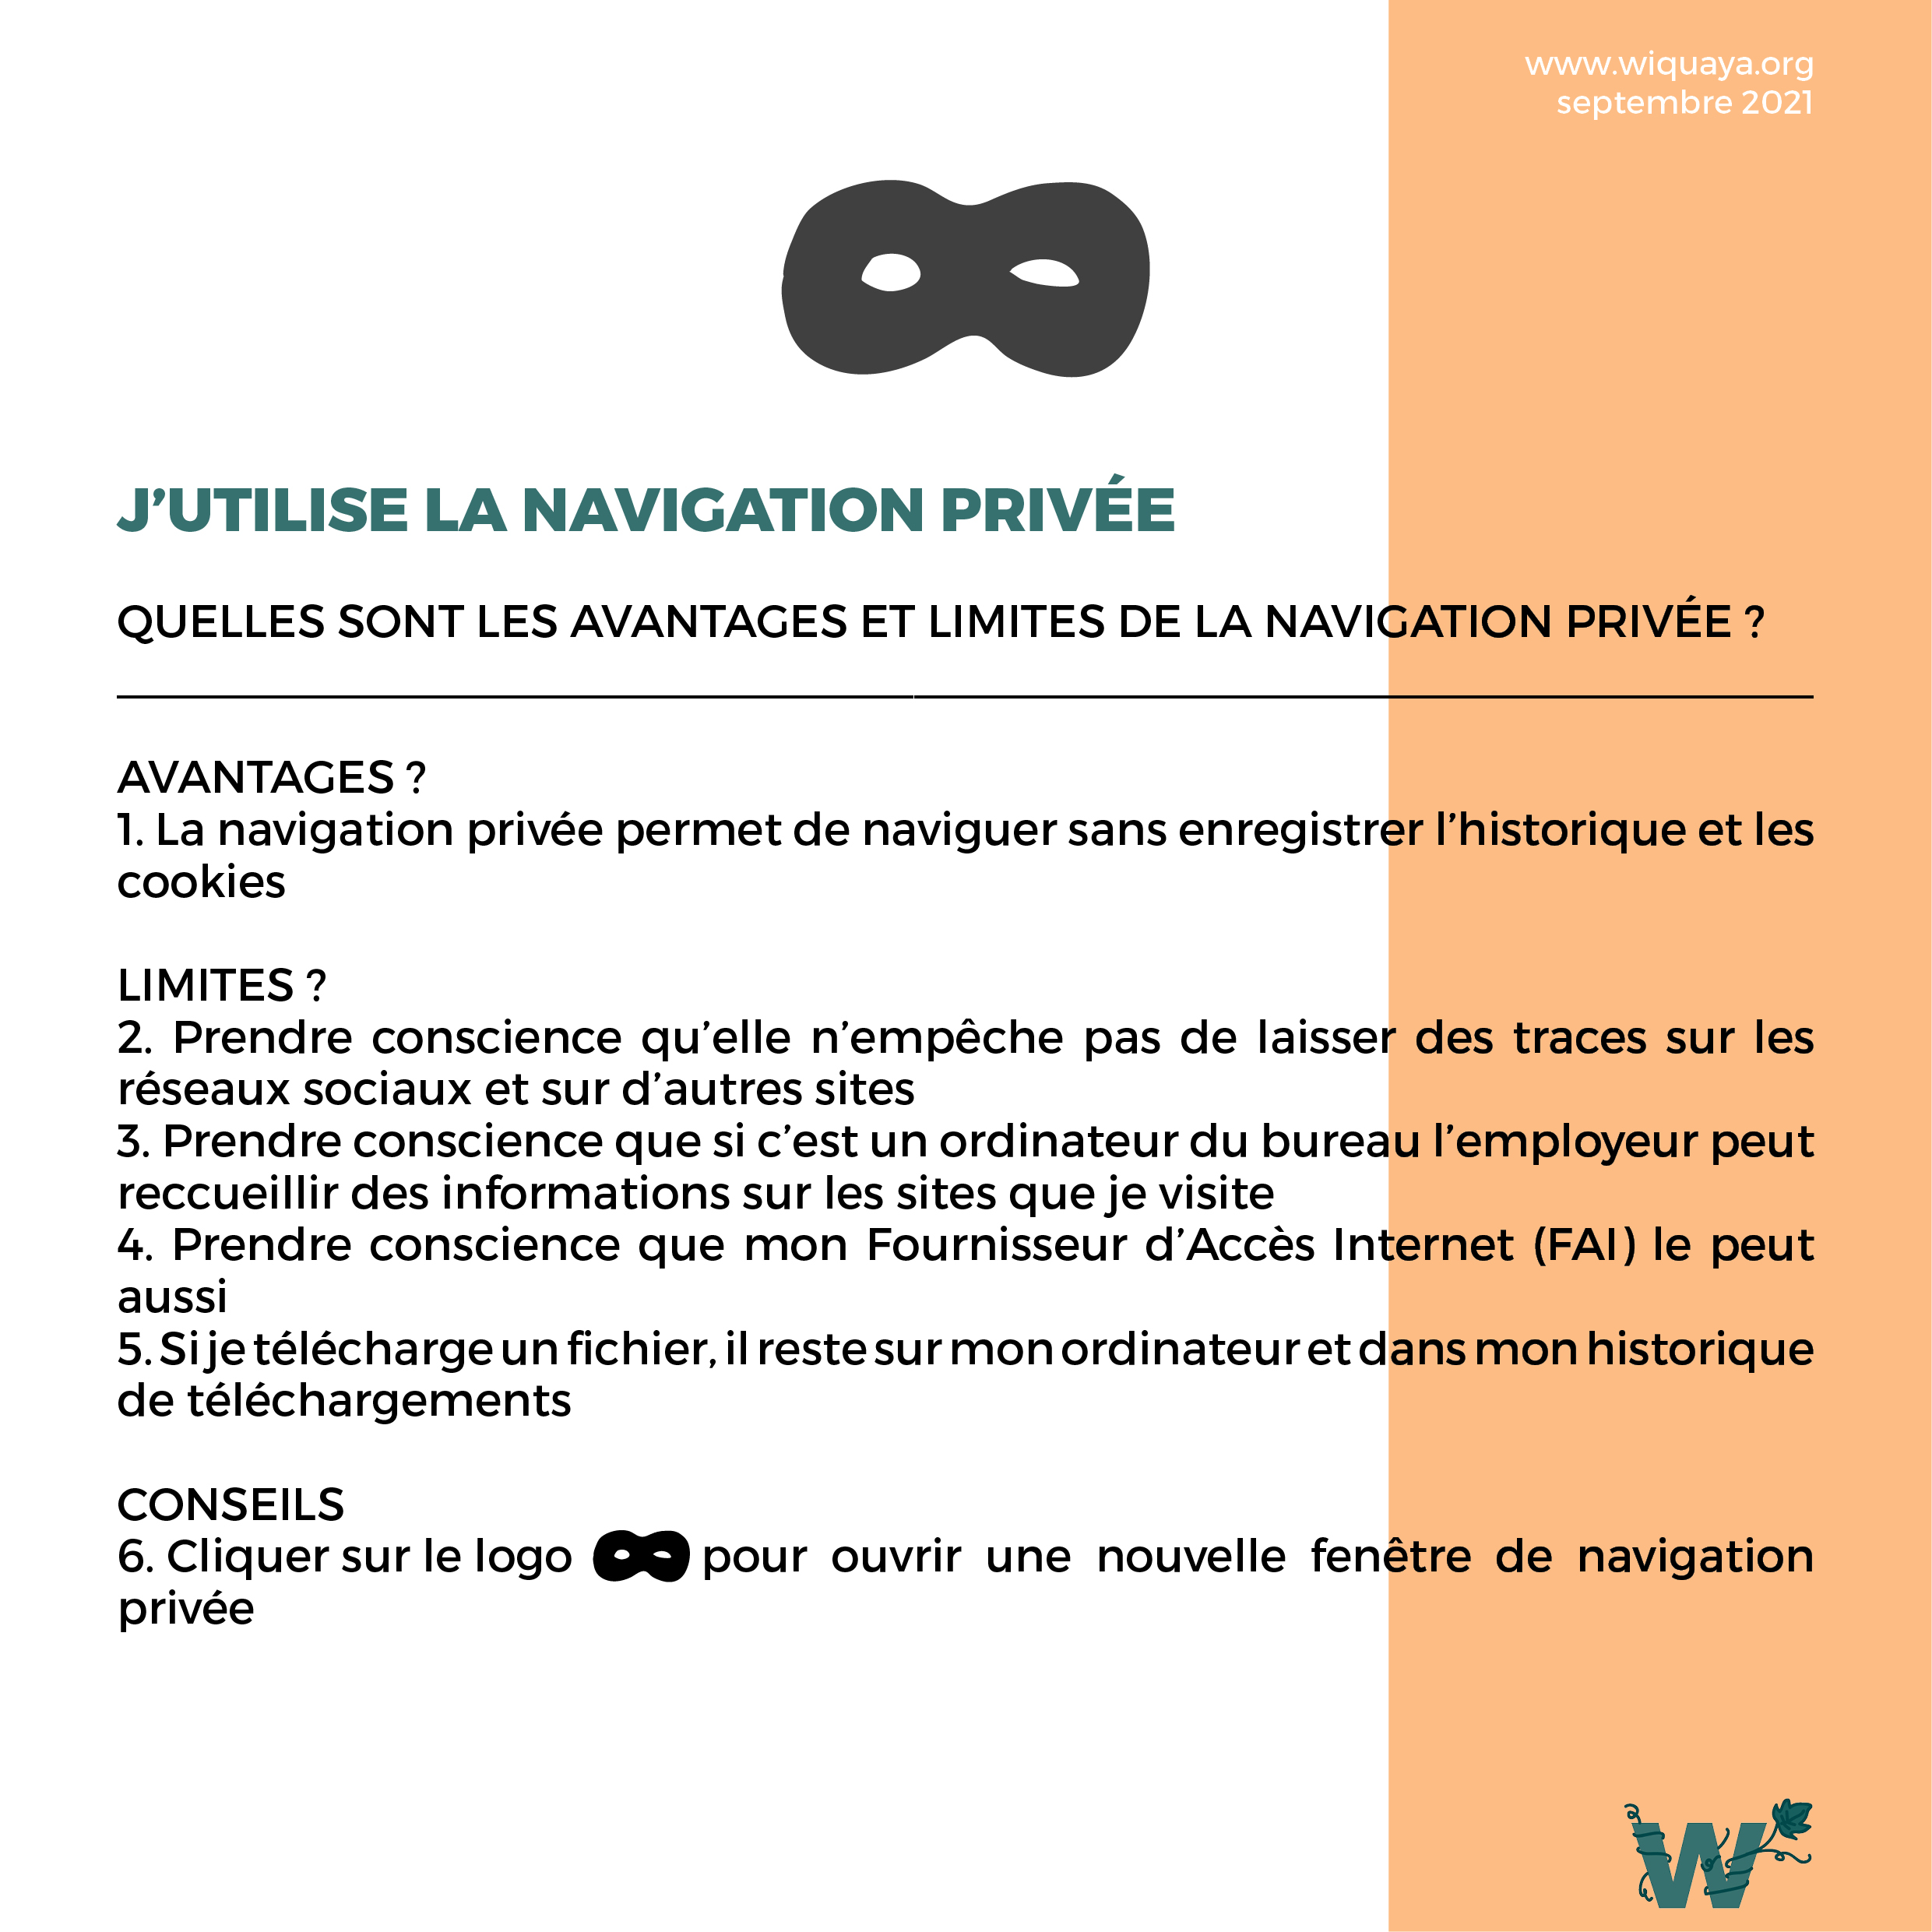 www.wiquaya.org
septembre 2021
J’UTILISE LA NAVIGATION PRIVÉE
QUELLES SONT LES AVANTAGES ET LIMITES DE LA NAVIGATION PRIVÉE ?
AVANTAGES ?
1. La navigation privée permet de naviguer sans enregistrer l’historique et les
cookies
LIMITES ?
2. Prendre conscience qu’elle n’empêche pas de laisser des traces sur les
réseaux sociaux et sur d’autres sites
3. Prendre conscience que si c’est un ordinateur du bureau l’employeur peut
reccueillir des informations sur les sites que je visite
4. Prendre conscience que mon Fournisseur d’Accès Internet (FAI) le peut
aussi
5. Si je télécharge un fichier, il reste sur mon ordinateur et dans mon historique
de téléchargements
CONSEILS
6. Cliquer sur le logo pour ouvrir une nouvelle fenêtre de navigation
privée
W